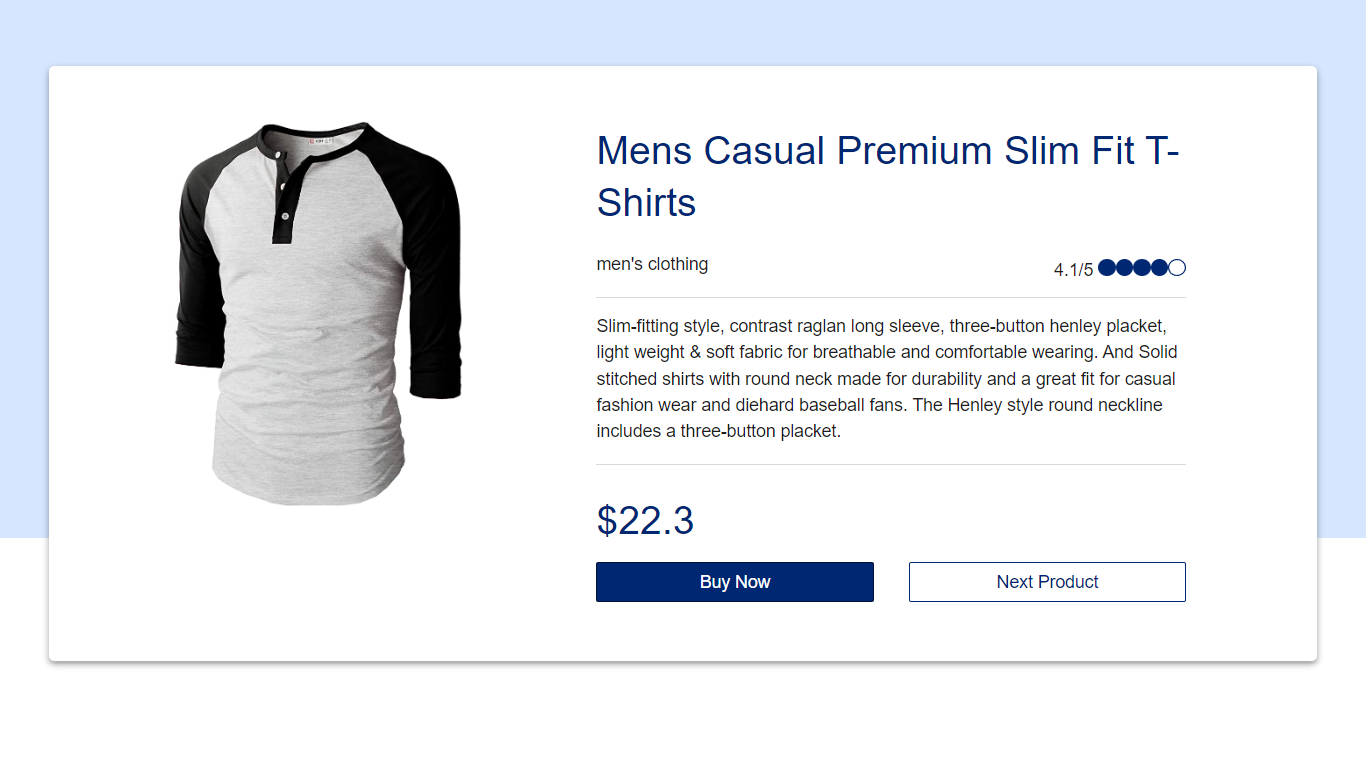 Mens Casual Premium Slim Fit T-
Shirts
men's clothing
4.1/5
Slim-fitting style, contrast raglan long sleeve, three-button henley placket,
light weight & soft fabric for breathable and comfortable wearing. And Solid
stitched shirts with round neck made for durability and a great fit for casual
fashion wear and diehard baseball fans. The Henley style round neckline
includes a three-button placket.
$22.3
Buy Now
Next Product